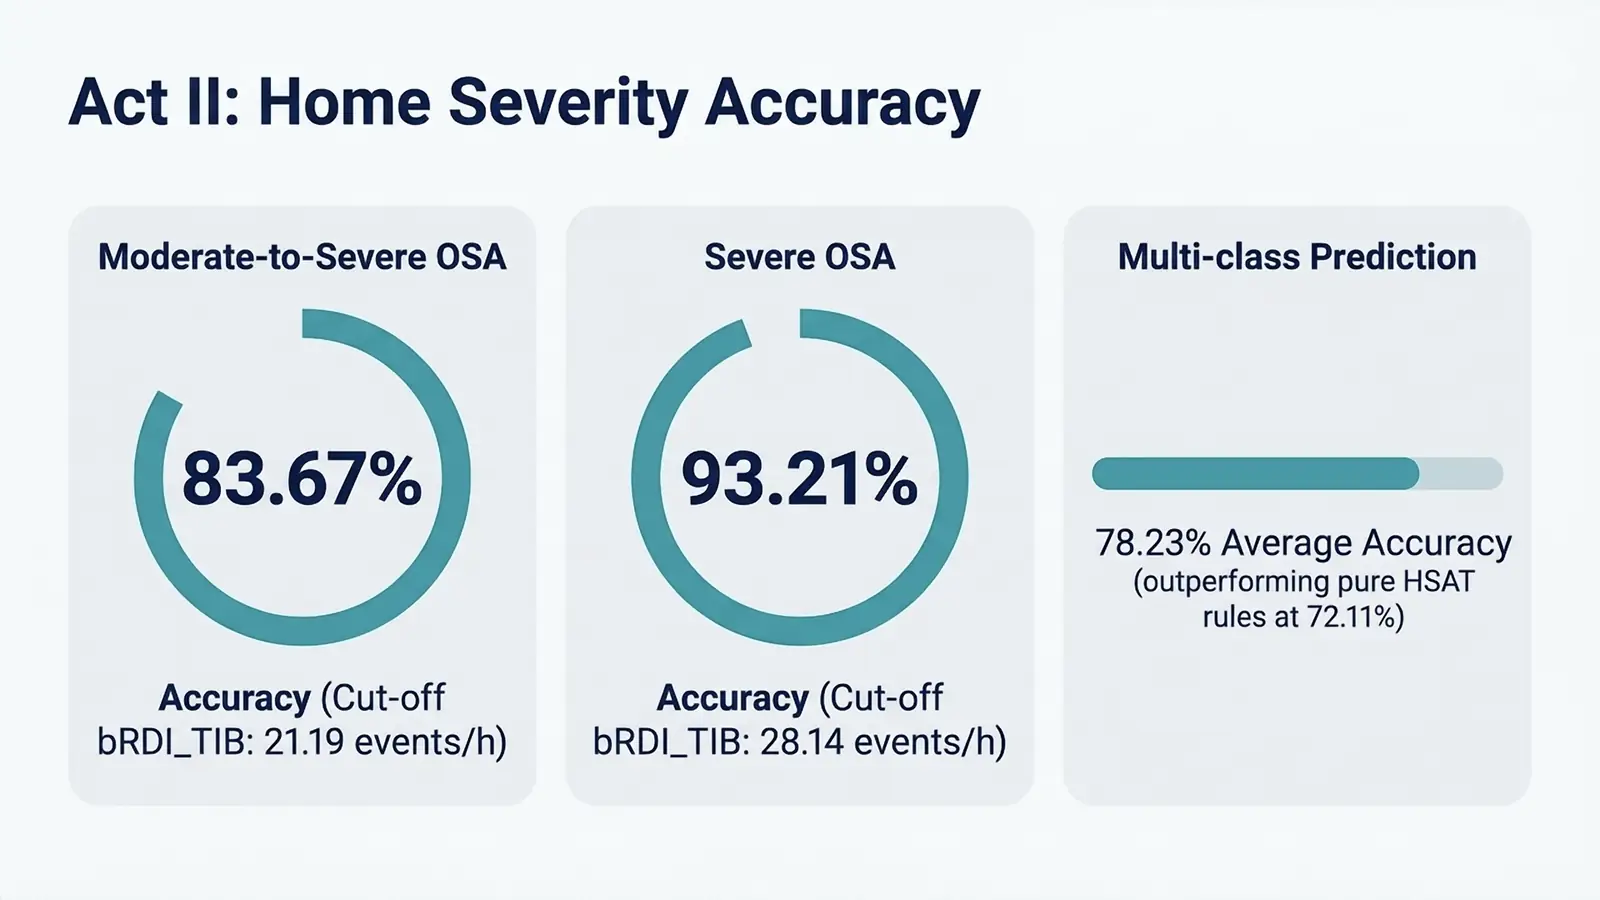 Act II: Home Severity Accuracy
Moderate-to-Severe OSA
83.67%
Accuracy (Cut-off
bRDI_TIB: 21.19 events/h)
Severe OSA
93.21%
Accuracy (Cut-off
bRDI_TIB: 28.14 events/h)
Multi-class Prediction
78.23% Average Accuracy
(outperforming pure HSAT
rules at 72.11%)